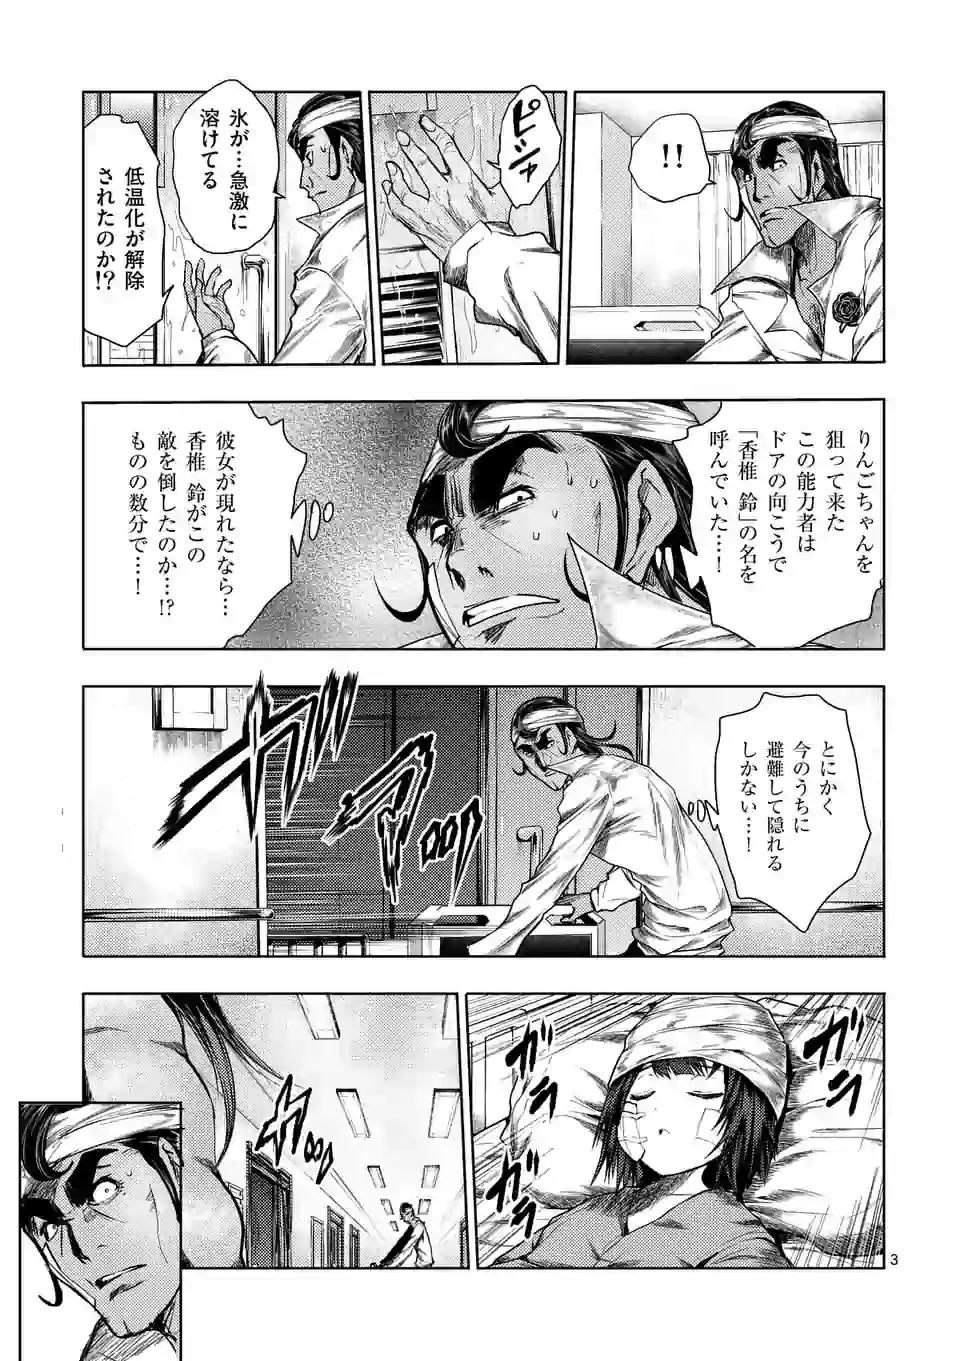 !!
ピシャ
氷が…急激に
溶けてる
低温化が解除
されたのか!?
りんごちゃんを
狙って来た
この能力者は
ドアの向こうで
「香椎 鈴」の名を
呼んでいた…!
彼女が現れたなら…
香椎 鈴がこの
敵を倒したのか…!?
ものの数分で…!
とにかく
今のうちに
避難して隠れる
しかない…!
ガラ
ガラ
3